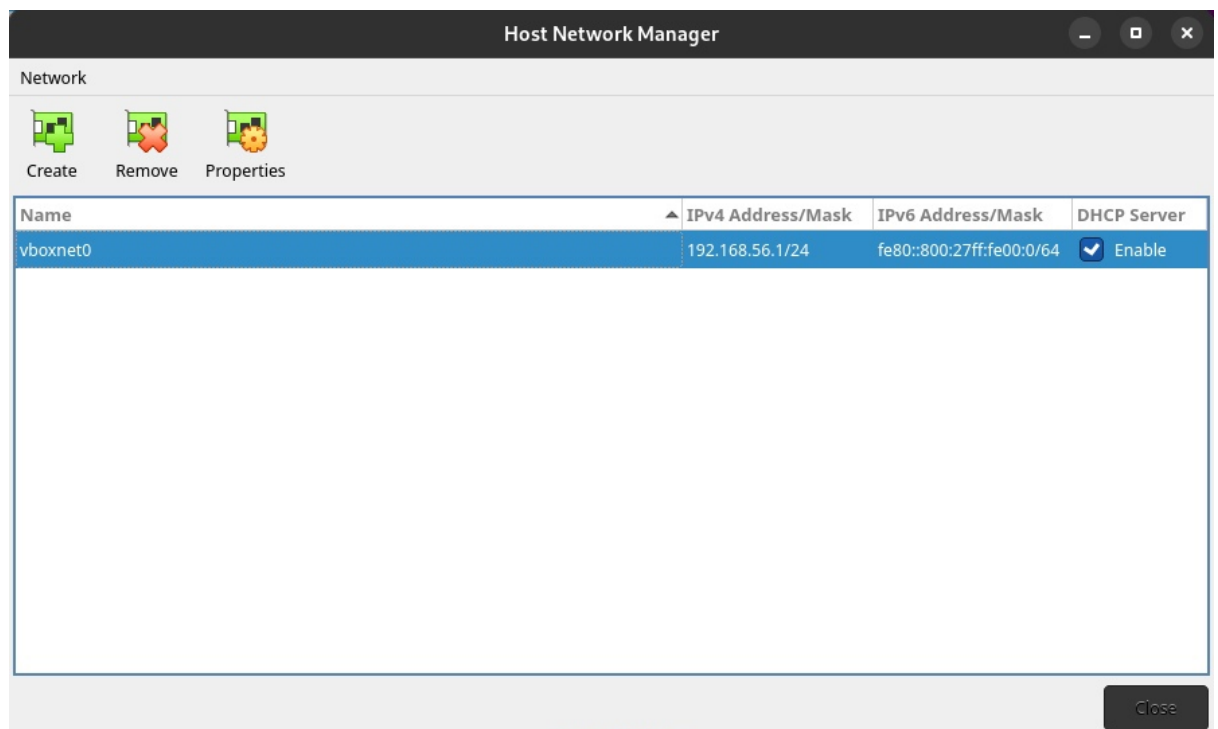 Host Network Manager
Network
Create Remove Properties
Name IPv4 Address/Mask IPv6 Address/Mask DHCP Server
vboxnet0 192.168.56.1/24 fe80::800:27ff:fe00:0/64 Enable
Close